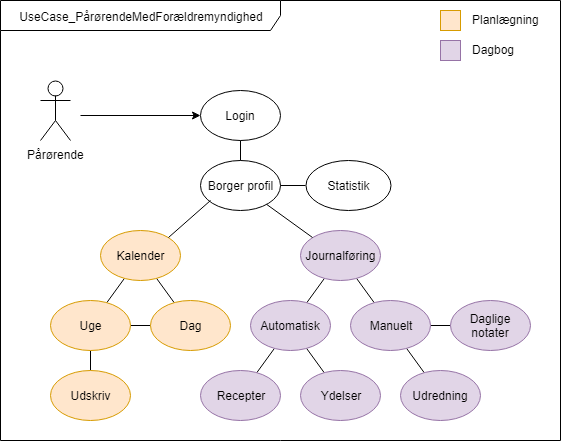 UseCase_PårørendeMedForældremyndighed
Planlægning
Dagbog
Login
Pårørende
Borger profil
Statistik
Kalender
Journalføring
Uge
Dag
Automatisk
Manuelt
Daglige
notater
Udskriv
Recepter
Ydelser
Udredning